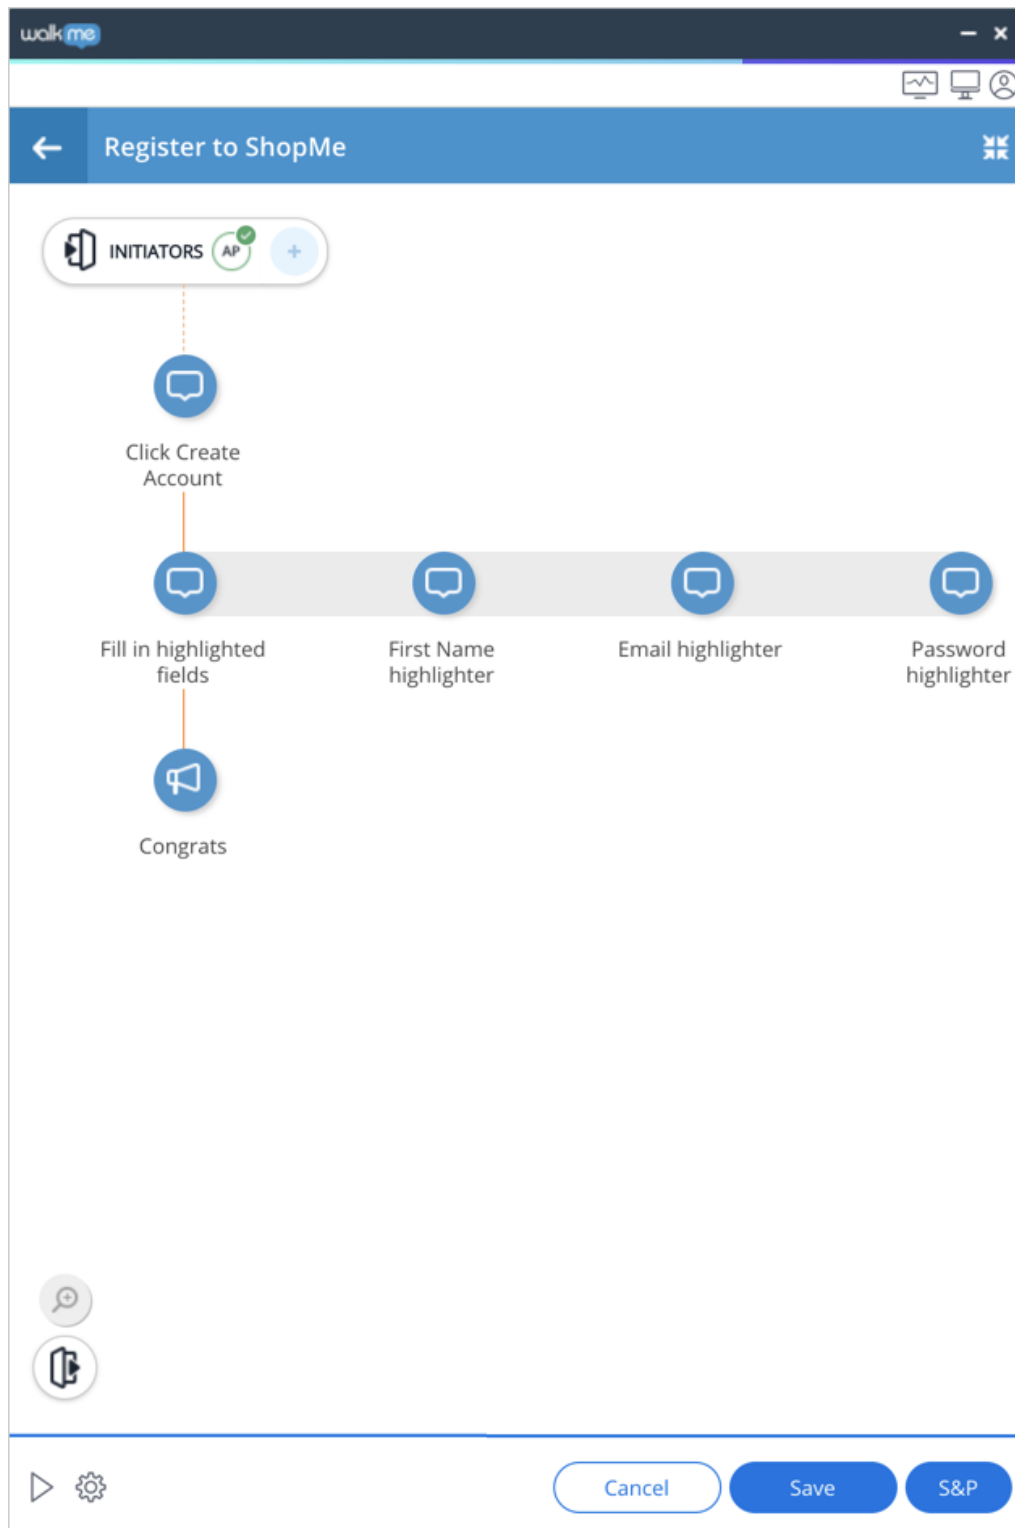 walkme
Register to ShopMe
INITIATORS AP +
Click Create
Account
Fill in highlighted
fields
First Name
highlighter
Email highlighter
Password
highlighter
Congrats
Cancel
Save
S&P